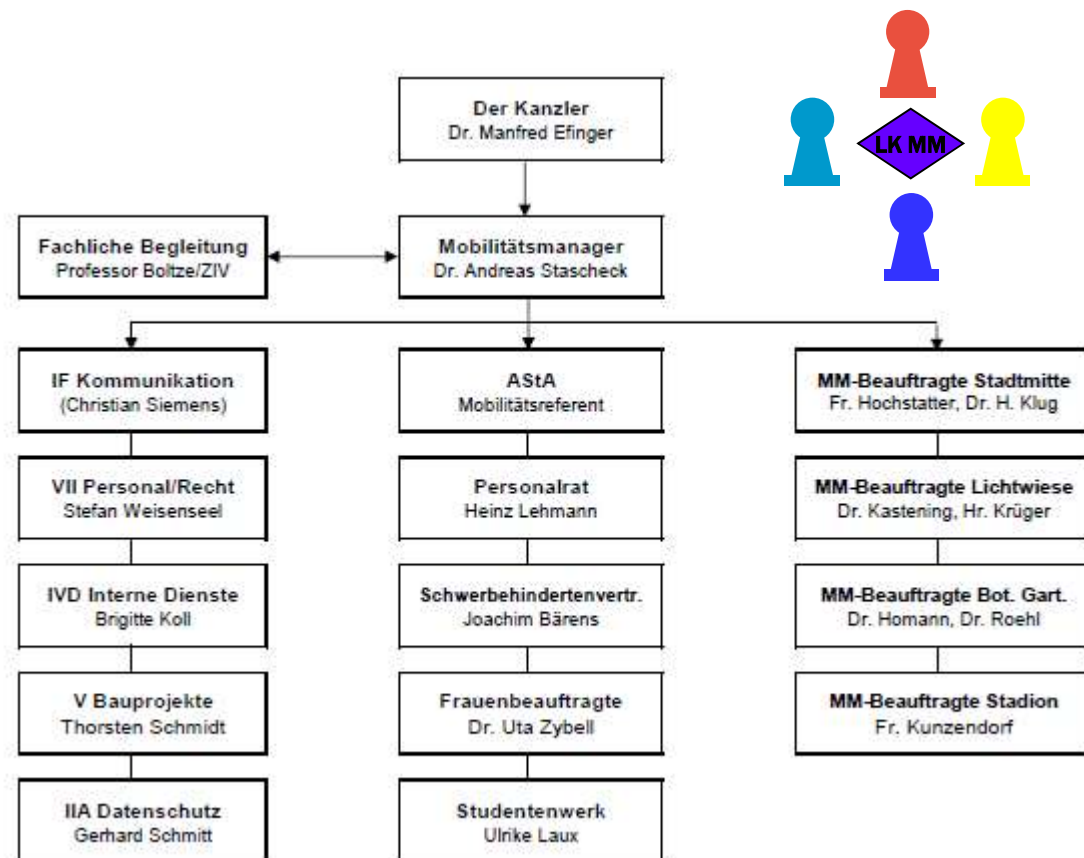 Der Kanzler
Dr. Manfred Efinger
LK MM
Fachliche Begleitung
Professor Boltze/ZIV
Mobilitätsmanager
Dr. Andreas Stascheck
IF Kommunikation
(Christian Siemens)
AStA
Mobilitätsreferent
MM-Beauftragte Stadtmitte
Fr. Hochstatter, Dr. H. Klug
VII Personal/Recht
Stefan Weisenseel
Personalrat
Heinz Lehmann
MM-Beauftragte Lichtwiese
Dr. Kastening, Hr. Krüger
IVD Interne Dienste
Brigitte Koll
Schwerbehindertenvertr.
Joachim Bärens
MM-Beauftragte Bot. Gart.
Dr. Homann, Dr. Roehl
V Bauprojekte
Thorsten Schmidt
Frauenbeauftragte
Dr. Uta Zybell
MM-Beauftragte Stadion
Fr. Kunzendorf
IIA Datenschutz
Gerhard Schmitt
Studentenwerk
Ulrike Laux